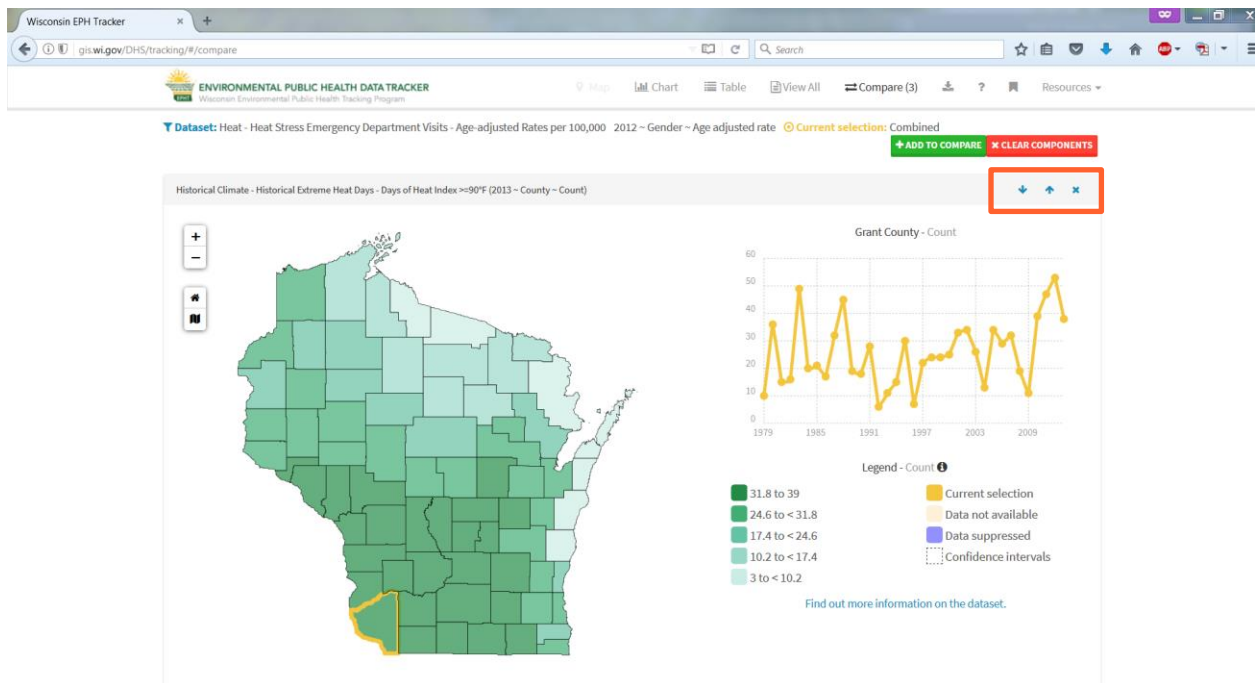 Wisconsin EPH Tracker × +
gis.wi.gov/DHS/tracking/#/compare Search ABP
ENVIRONMENTAL PUBLIC HEALTH DATA TRACKER
Wisconsin Environmental Public Health Tracking Program
EPHT
Map Chart Table View All Compare (3) ? Resources
Dataset: Heat - Heat Stress Emergency Department Visits - Age-adjusted Rates per 100,000 2012 ~ Gender ~ Age adjusted rate Current selection: Combined
+ ADD TO COMPARE × CLEAR COMPONENTS
Historical Climate - Historical Extreme Heat Days - Days of Heat Index >=90°F (2013 ~ County ~ Count)
+
−
Grant County - Count
60
50
40
30
20
10
0
1979 1985 1991 1997 2003 2009
Legend - Count
31.8 to 39 Current selection
24.6 to < 31.8 Data not available
17.4 to < 24.6 Data suppressed
10.2 to < 17.4 Confidence intervals
3 to < 10.2
Find out more information on the dataset.